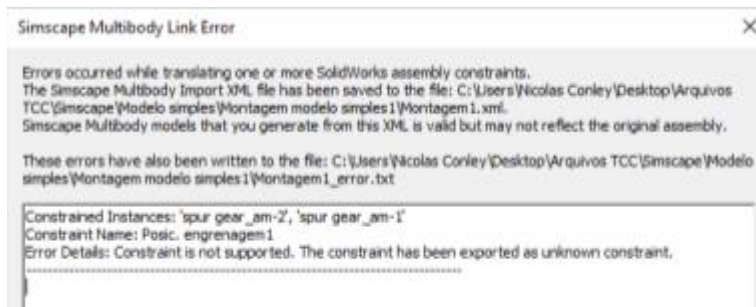 Simscape Multibody Link Error
Errors occurred while translating one or more SolidWorks assembly constraints.
The Simscape Multibody Import XML file has been saved to the file: C:\Users\Nicolas Conley\Desktop\Arquivos
TCC\Simscape\Modelo simples\Montagem modelo simples1\Montagem1.xml.
Simscape Multibody models that you generate from this XML is valid but may not reflect the original assembly.
These errors have also been written to the file: C:\Users\Nicolas Conley\Desktop\Arquivos TCC\Simscape\Modelo
simples\Montagem modelo simples1\Montagem1_error.txt
Constrained Instances: 'spur gear_am-2', 'spur gear_am-1'
Constraint Name: Posic. engrenagem1
Error Details: Constraint is not supported. The constraint has been exported as unknown constraint.